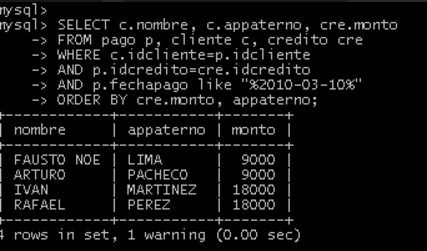 mysql>
mysql> SELECT c.nombre, c.appaterno, cre.monto
    -> FROM pago p, cliente c, credito cre
    -> WHERE c.idcliente=p.idcliente
    -> AND p.idcredito=cre.idcredito
    -> AND p.fechapago like "%2010-03-10%"
    -> ORDER BY cre.monto, appaterno;
+------------+-----------+-------+
| nombre     | appaterno | monto |
+------------+-----------+-------+
| FAUSTO NOE | LIMA      |  9000 |
| ARTURO     | PACHECO   |  9000 |
| IVAN       | MARTINEZ  | 18000 |
| RAFAEL     | PEREZ     | 18000 |
+------------+-----------+-------+
4 rows in set, 1 warning (0.00 sec)